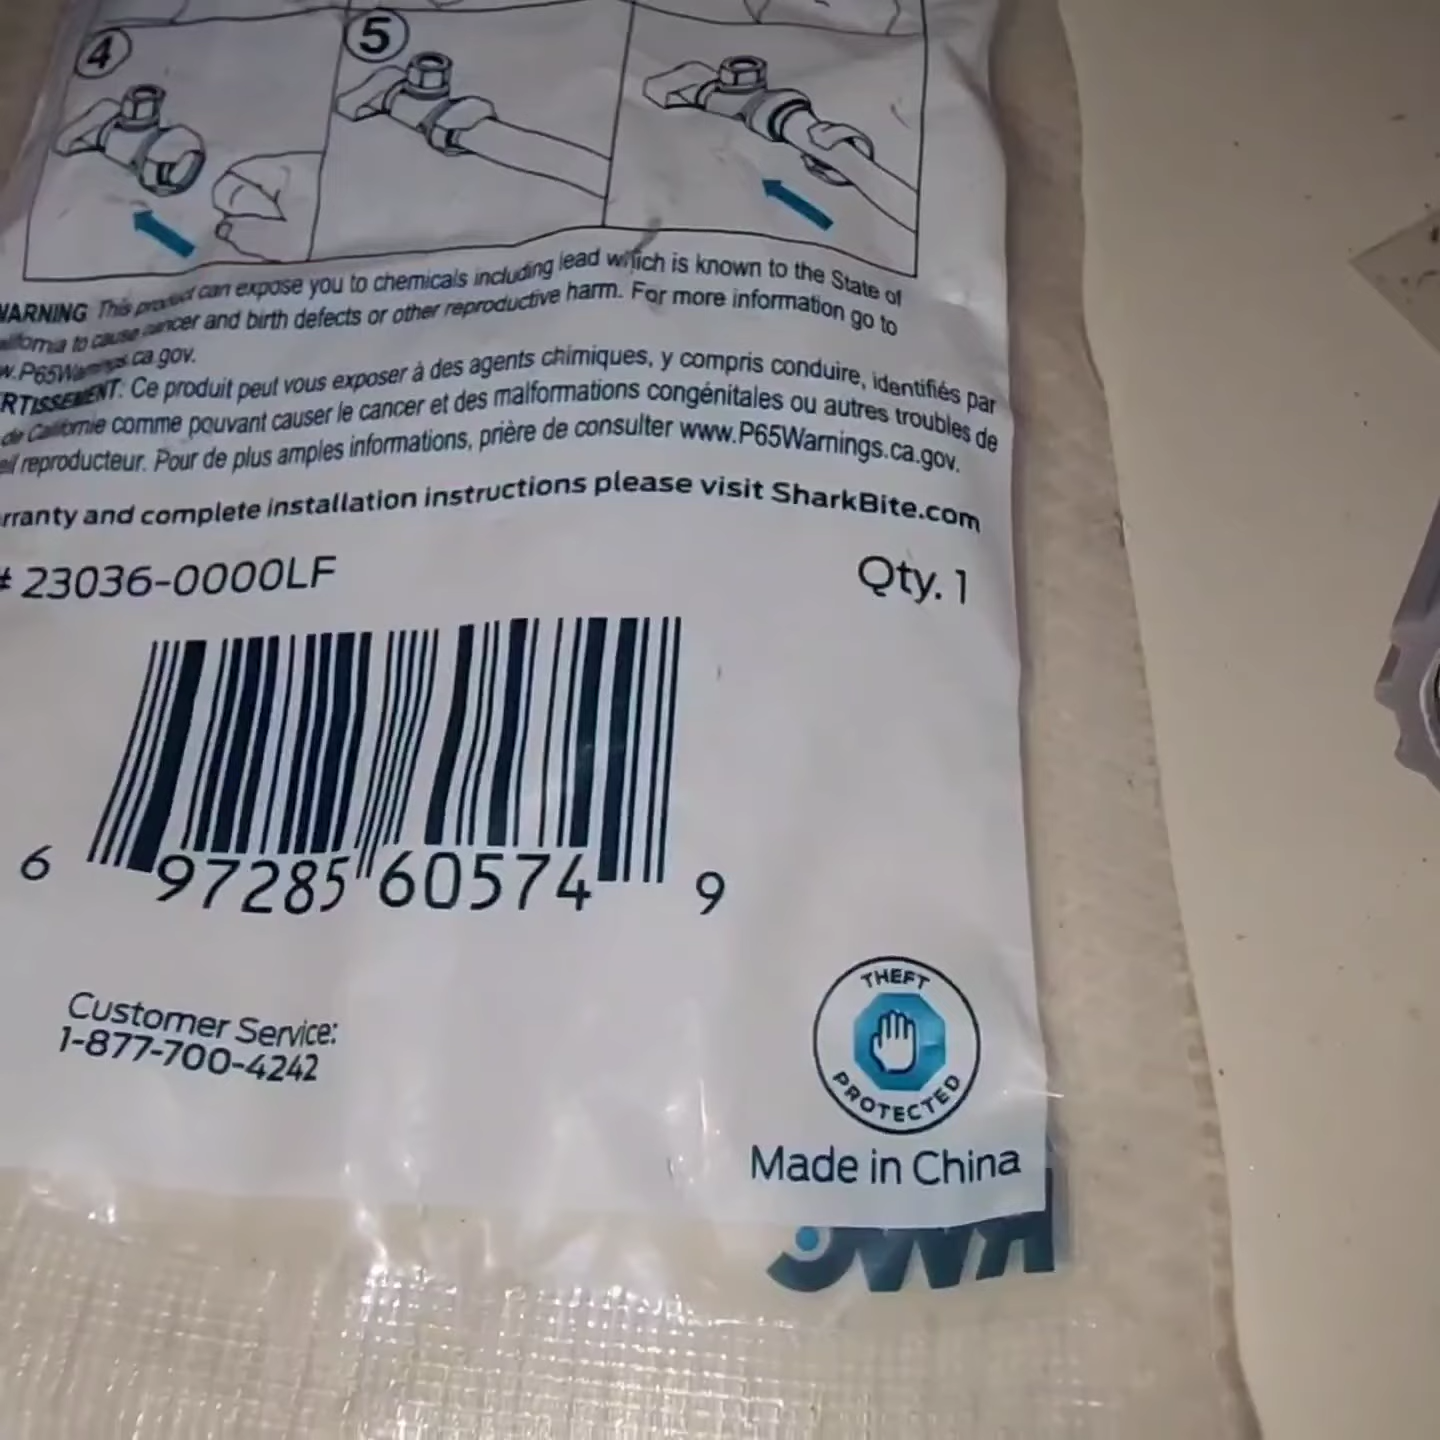 4
5
WARNING This product can expose you to chemicals including lead which is known to the State of
California to cause cancer and birth defects or other reproductive harm. For more information go to
w.P65Warnings.ca.gov.
RTISSEMENT: Ce produit peut vous exposer à des agents chimiques, y compris conduire, identifiés par
de Californie comme pouvant causer le cancer et des malformations congénitales ou autres troubles de
eil reproducteur. Pour de plus amples informations, prière de consulter www.P65Warnings.ca.gov.
rranty and complete installation instructions please visit SharkBite.com
# 23036-0000LF
Qty. 1
6 97285 60574 9
Customer Service:
1-877-700-4242
THEFT
PROTECTED
Made in China